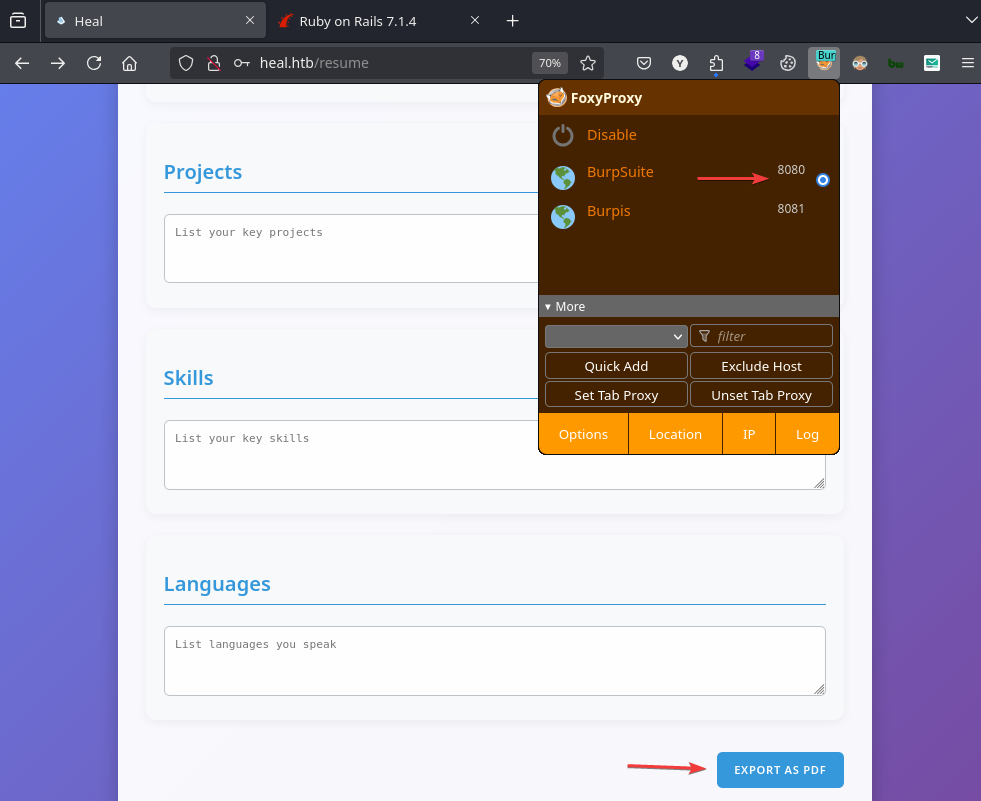 Heal
Ruby on Rails 7.1.4
heal.htb/resume
70%
Y
8
Bur
FoxyProxy
Disable
BurpSuite 8080
Burpis 8081
More
filter
Quick Add
Exclude Host
Set Tab Proxy
Unset Tab Proxy
Options
Location
IP
Log
Projects
List your key projects
Skills
List your key skills
Languages
List languages you speak
EXPORT AS PDF